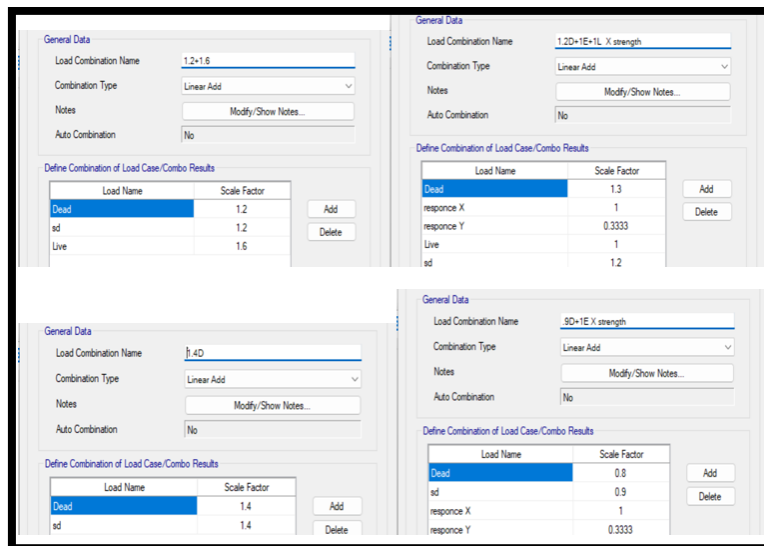 General Data
Load Combination Name 1.2+1.6
Combination Type Linear Add
Notes Modify/Show Notes...
Auto Combination No
Define Combination of Load Case/Combo Results
Load Name Scale Factor
Dead 1.2 Add
sd 1.2 Delete
Live 1.6
General Data
Load Combination Name 1.2D+1E+1L X strength
Combination Type Linear Add
Notes Modify/Show Notes...
Auto Combination No
Define Combination of Load Case/Combo Results
Load Name Scale Factor
Dead 1.3 Add
responce X 1 Delete
responce Y 0.3333
Live 1
sd 1.2
General Data
Load Combination Name 1.4D
Combination Type Linear Add
Notes Modify/Show Notes...
Auto Combination No
Define Combination of Load Case/Combo Results
Load Name Scale Factor
Dead 1.4 Add
sd 1.4 Delete
General Data
Load Combination Name .9D+1E X strength
Combination Type Linear Add
Notes Modify/Show Notes...
Auto Combination No
Define Combination of Load Case/Combo Results
Load Name Scale Factor
Dead 0.8 Add
sd 0.9 Delete
responce X 1
responce Y 0.3333